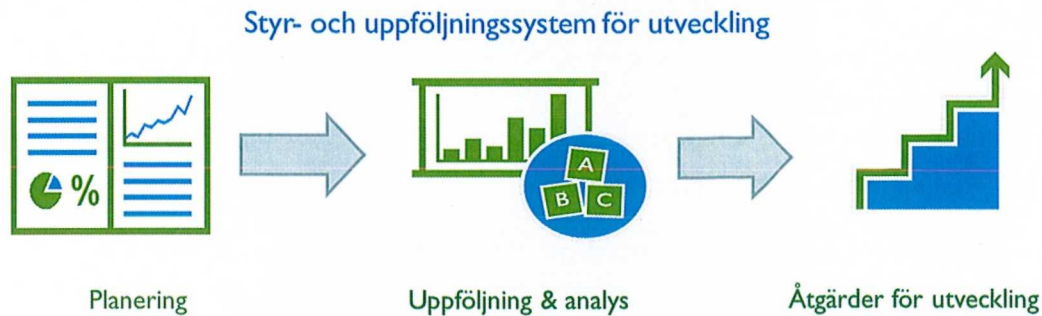 Styr- och uppföljningssystem för utveckling
%
A
B C
Planering
Uppföljning & analys
Åtgärder för utveckling